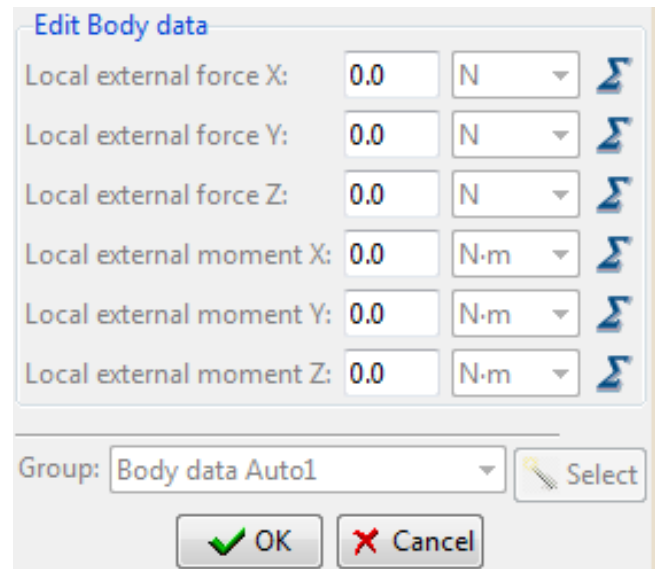 Edit Body data
Local external force X: 0.0 N Σ
Local external force Y: 0.0 N Σ
Local external force Z: 0.0 N Σ
Local external moment X: 0.0 N·m Σ
Local external moment Y: 0.0 N·m Σ
Local external moment Z: 0.0 N·m Σ
Group: Body data Auto1 Select
OK Cancel